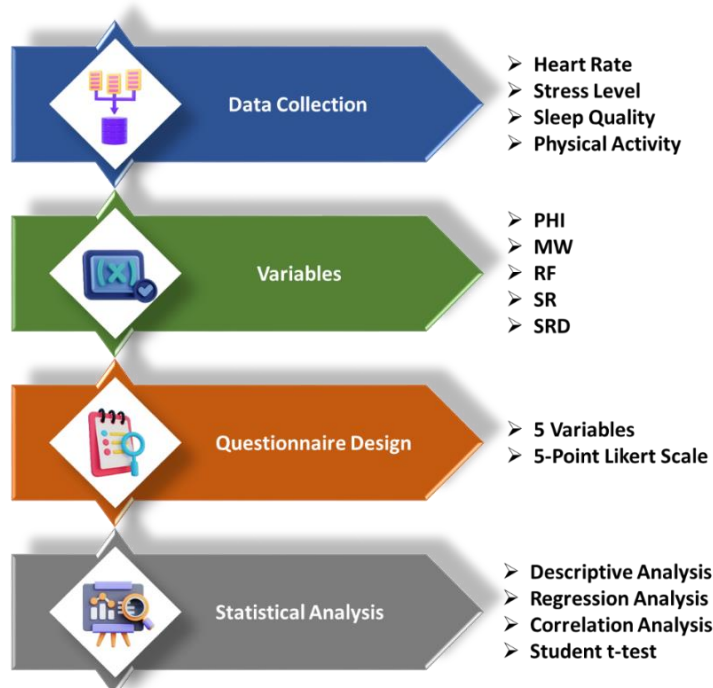 Data Collection
➢ Heart Rate
➢ Stress Level
➢ Sleep Quality
➢ Physical Activity
Variables
➢ PHI
➢ MW
➢ RF
➢ SR
➢ SRD
Questionnaire Design
➢ 5 Variables
➢ 5-Point Likert Scale
Statistical Analysis
➢ Descriptive Analysis
➢ Regression Analysis
➢ Correlation Analysis
➢ Student t-test